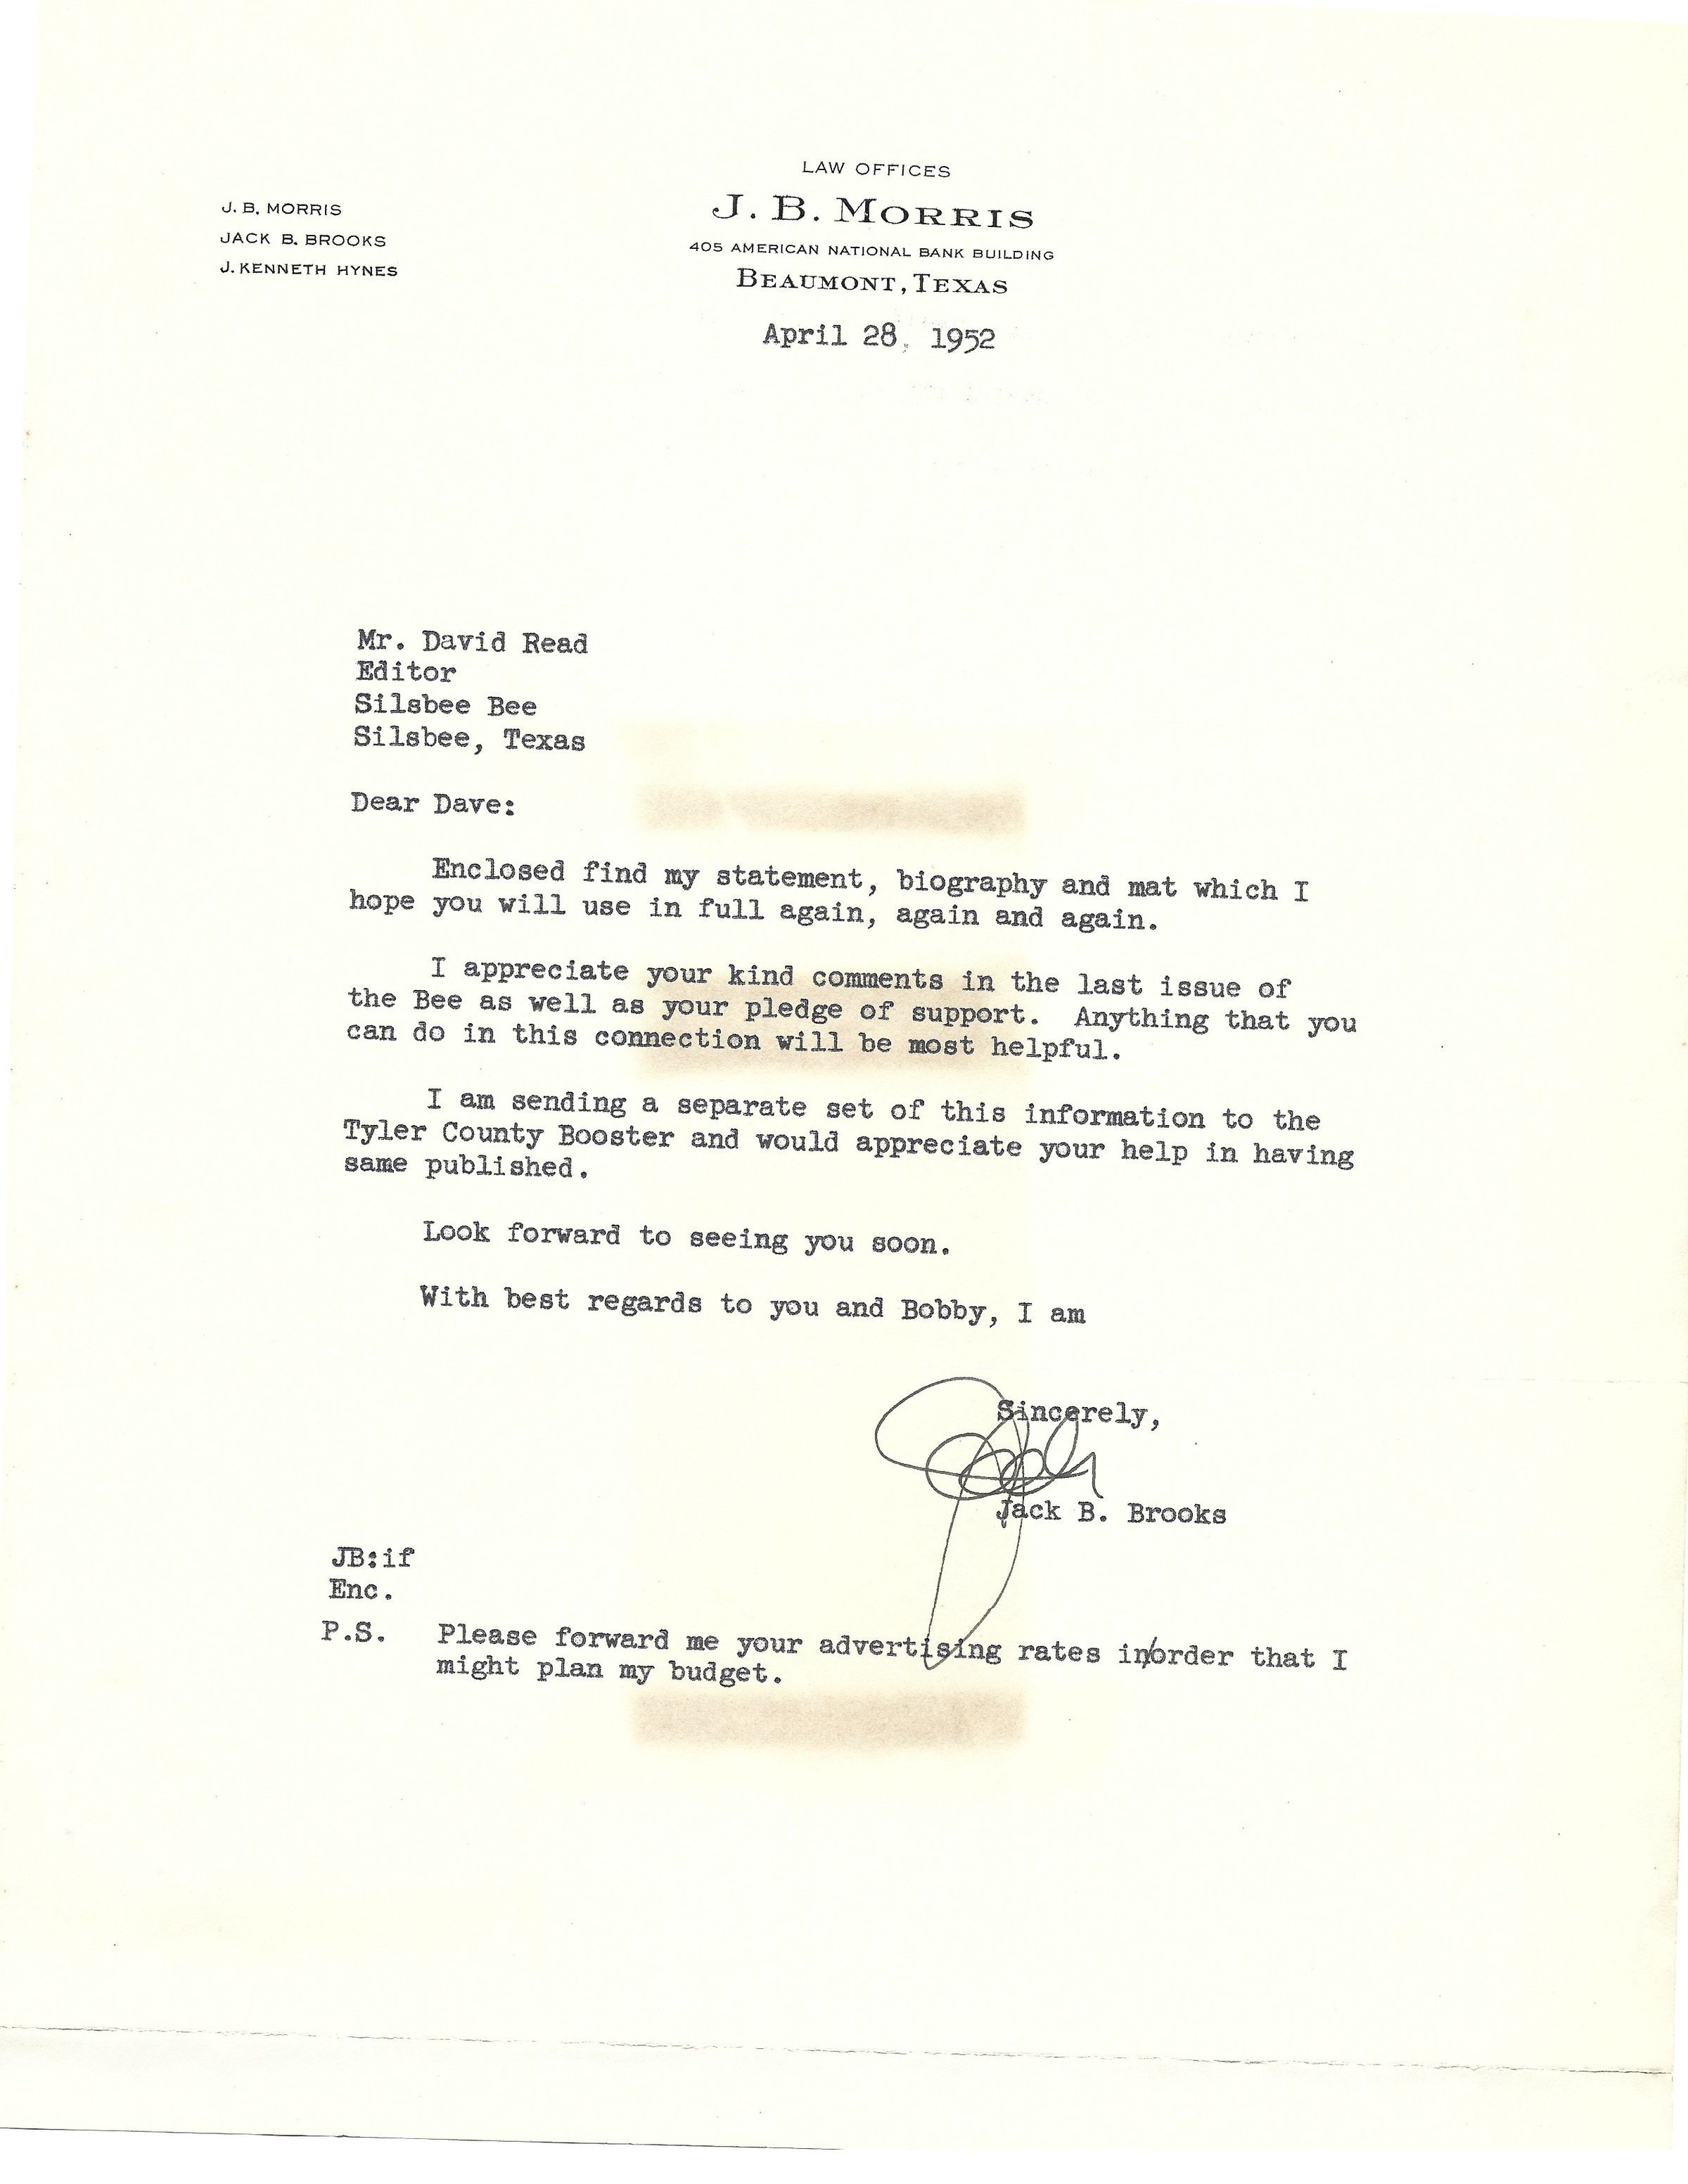 LAW OFFICES
J. B. MORRIS
405 AMERICAN NATIONAL BANK BUILDING
BEAUMONT, TEXAS
J. B. MORRIS
JACK B. BROOKS
J. KENNETH HYNES
April 28, 1952
Mr. David Read
Editor
Silsbee Bee
Silsbee, Texas
Dear Dave:
Enclosed find my statement, biography and mat which I
hope you will use in full again, again and again.
I appreciate your kind comments in the last issue of
the Bee as well as your pledge of support. Anything that you
can do in this connection will be most helpful.
I am sending a separate set of this information to the
Tyler County Booster and would appreciate your help in having
same published.
Look forward to seeing you soon.
With best regards to you and Bobby, I am
Sincerely,
Jack B. Brooks
JB:if
Enc.
P.S. Please forward me your advertising rates in/order that I
might plan my budget.